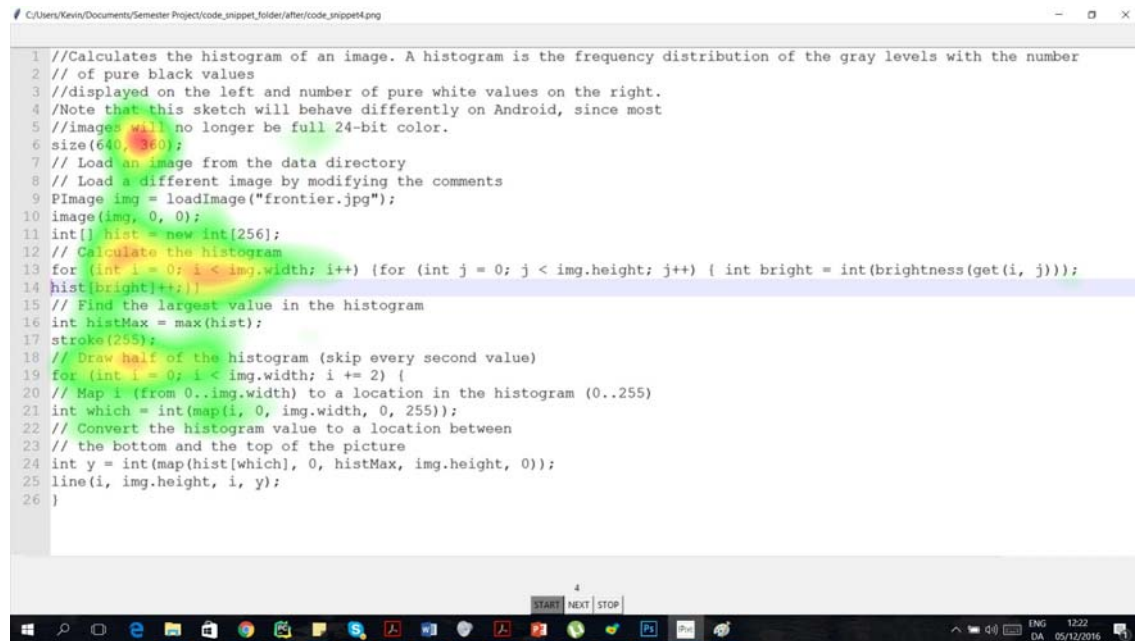 C:/Users/Kevin/Documents/Semester Project/code_snippet_folder/after/code_snippet4.png
1 //Calculates the histogram of an image. A histogram is the frequency distribution of the gray levels with the number
2 // of pure black values
3 //displayed on the left and number of pure white values on the right.
4 /Note that this sketch will behave differently on Android, since most
5 //images will no longer be full 24-bit color.
6 size(640, 360);
7 // Load an image from the data directory
8 // Load a different image by modifying the comments
9 PImage img = loadImage("frontier.jpg");
10 image(img, 0, 0);
11 int[] hist = new int[256];
12 // Calculate the histogram
13 for (int i = 0; i < img.width; i++) {for (int j = 0; j < img.height; j++) { int bright = int(brightness(get(i, j)));
14 hist[bright]++;}}
15 // Find the largest value in the histogram
16 int histMax = max(hist);
17 stroke(255);
18 // Draw half of the histogram (skip every second value)
19 for (int i = 0; i < img.width; i += 2) {
20 // Map i (from 0..img.width) to a location in the histogram (0..255)
21 int which = int(map(i, 0, img.width, 0, 255));
22 // Convert the histogram value to a location between
23 // the bottom and the top of the picture
24 int y = int(map(hist[which], 0, histMax, img.height, 0));
25 line(i, img.height, i, y);
26 }
4
START NEXT STOP
ENG 12:22
DA 05/12/2016